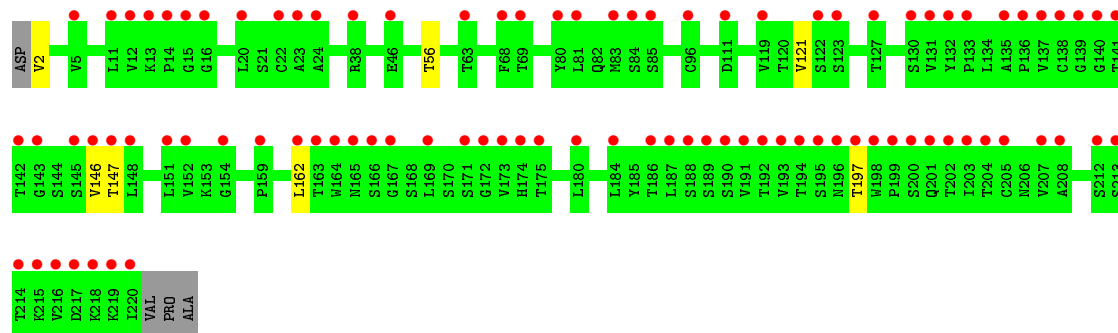 ASP V2 V5 L11 V12 K13 P14 G15 G16 L20 S21 C22 A23 A24 R38 E46 T56 T63 F68 T69 Y80 L81 Q82 M83 S84 S85 C96 D111 V119 T120 V121 S122 S123 T127 S130 V131 Y132 P133 L134 A135 P136 V137 C138 G139 G140 T141
T142 G143 S144 S145 V146 T147 L148 L151 V152 K153 G154 P159 L162 T163 W164 N165 S166 G167 S168 L169 S170 S171 G172 V173 H174 T175 L180 L184 Y185 T186 L187 S188 S189 S190 V191 T192 V193 T194 S195 N196 T197 W198 P199 S200 Q201 T202 I203 T204 C205 N206 V207 A208 S212 S213
T214 K215 V216 D217 K218 K219 I220 VAL PRO ALA